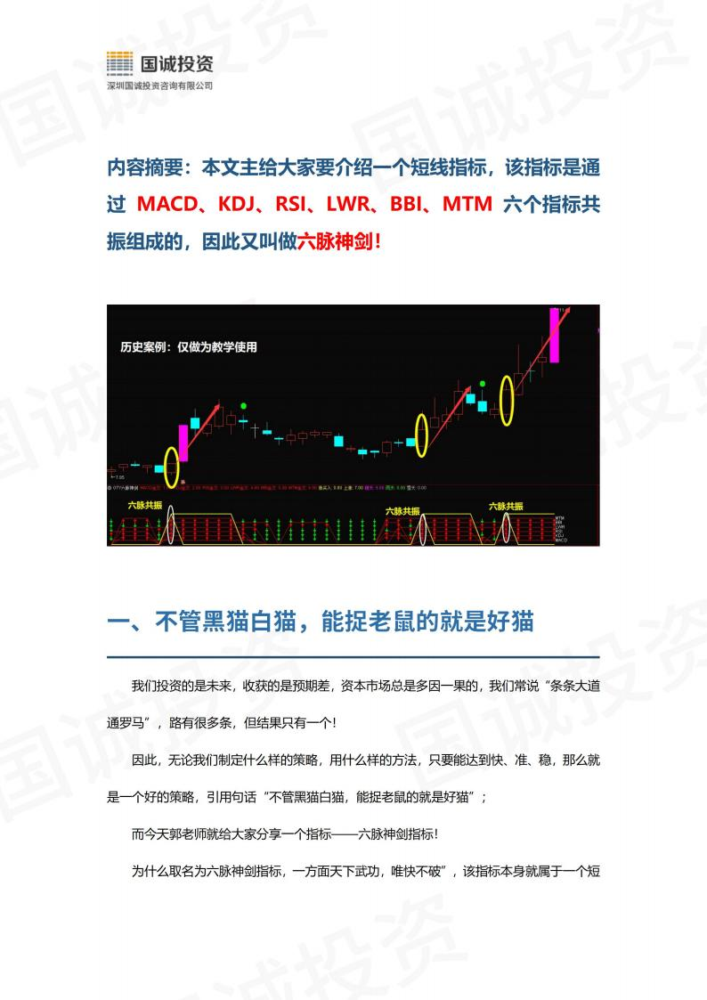 国诚投资
深圳国诚投资咨询有限公司
内容摘要：本文主给大家要介绍一个短线指标，该指标是通
过 MACD、KDJ、RSI、LWR、BBI、MTM 六个指标共
振组成的，因此又叫做六脉神剑！
历史案例：仅做为教学使用
←7.95
六脉共振
六脉共振
六脉共振
MTM
BBI
LWR
RSI
KDJ
MACD
一、不管黑猫白猫，能捉老鼠的就是好猫
我们投资的是未来，收获的是预期差，资本市场总是多因一果的，我们常说“条条大道
通罗马”，路有很多条，但结果只有一个！
因此，无论我们制定什么样的策略，用什么样的方法，只要能达到快、准、稳，那么就
是一个好的策略，引用句话“不管黑猫白猫，能捉老鼠的就是好猫”；
而今天郭老师就给大家分享一个指标——六脉神剑指标！
为什么取名为六脉神剑指标，一方面天下武功，唯快不破”，该指标本身就属于一个短